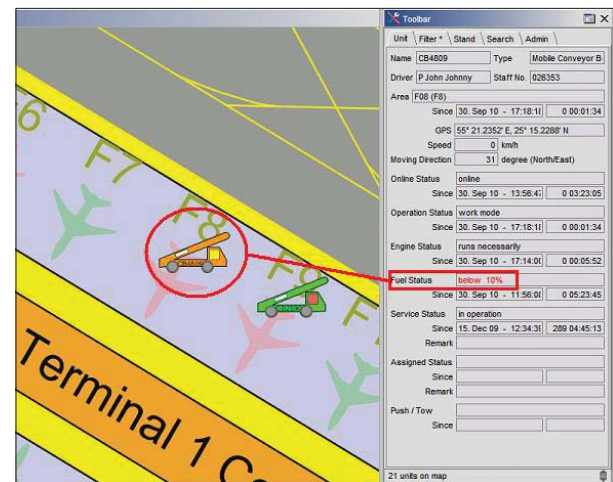 Toolbar
Unit Filter * Stand Search Admin
Name CB4809 Type Mobile Conveyor B
Driver P John Johnny Staff No. 026353
Area F08 (F8)
Since 30. Sep 10 - 17:18:18 0 00:01:34
GPS 55° 21.2352' E, 25° 15.2288' N
Speed 0 km/h
Moving Direction 31 degree (North/East)
Online Status online
Since 30. Sep 10 - 13:56:47 0 03:23:05
Operation Status work mode
Since 30. Sep 10 - 17:18:18 0 00:01:34
Engine Status runs necessarily
Since 30. Sep 10 - 17:14:00 0 00:05:52
Fuel Status below 10%
Since 30. Sep 10 - 11:56:0 0 05:23:45
Service Status in operation
Since 15. Dec 09 - 12:34:39 289 04:45:13
Remark
Assigned Status
Since
Remark
Push / Tow
Since
21 units on map
F7
F8
F9
CB4809
Terminal 1 Co